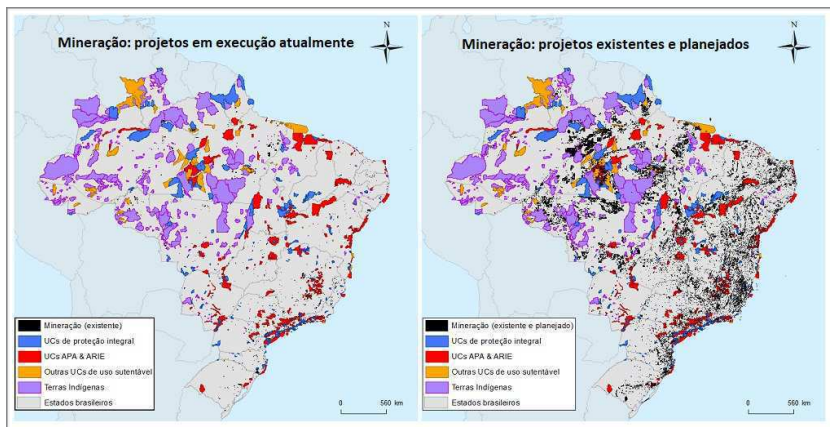 Mineração: projetos em execução atualmente
N
Mineração (existente)
UCs de proteção integral
UCs APA & ARIE
Outras UCs de uso sutentável
Terras Indígenas
Estados brasileiros
0 560 km
Mineração: projetos existentes e planejados
N
Mineração (existente e planejado)
UCs de proteção integral
UCs APA & ARIE
Outras UCs de uso sutentável
Terras Indígenas
Estados brasileiros
0 560 km